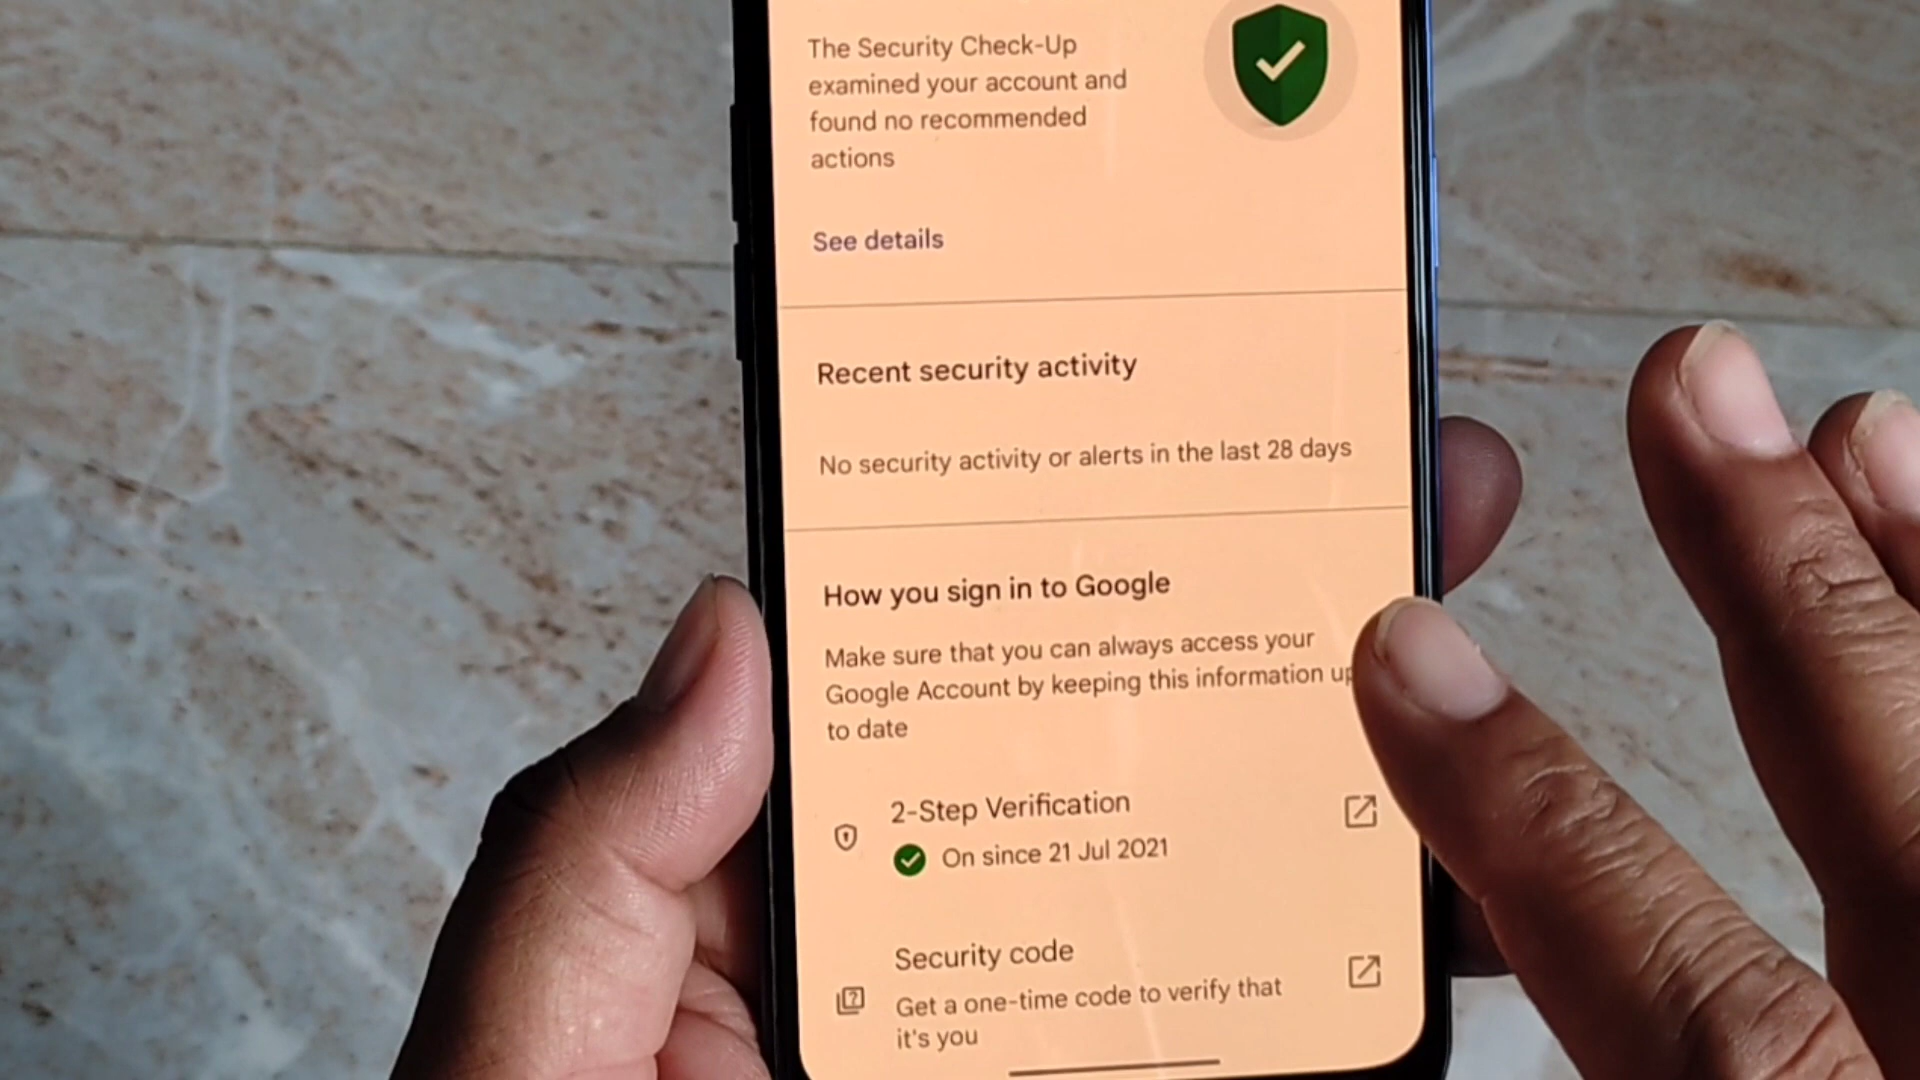 The Security Check-Up
examined your account and
found no recommended
actions
See details
Recent security activity
No security activity or alerts in the last 28 days
How you sign in to Google
Make sure that you can always access your
Google Account by keeping this information up
to date
2-Step Verification
On since 21 Jul 2021
Security code
Get a one-time code to verify that
it's you